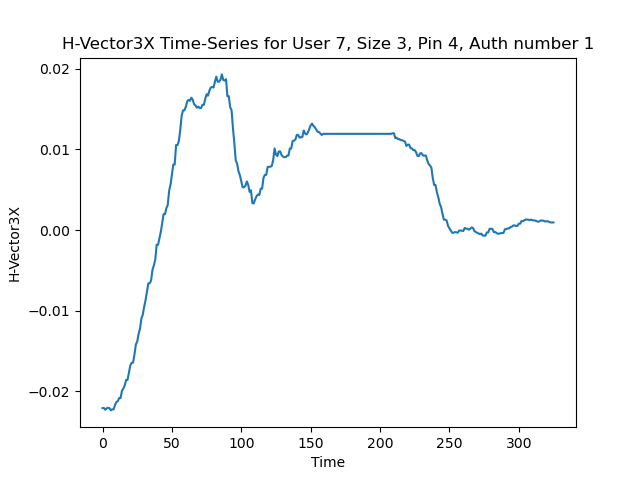 H-Vector3X Time-Series for User 7, Size 3, Pin 4, Auth number 1
0.02
0.01
0.00
−0.01
−0.02
H-Vector3X
0 50 100 150 200 250 300
Time